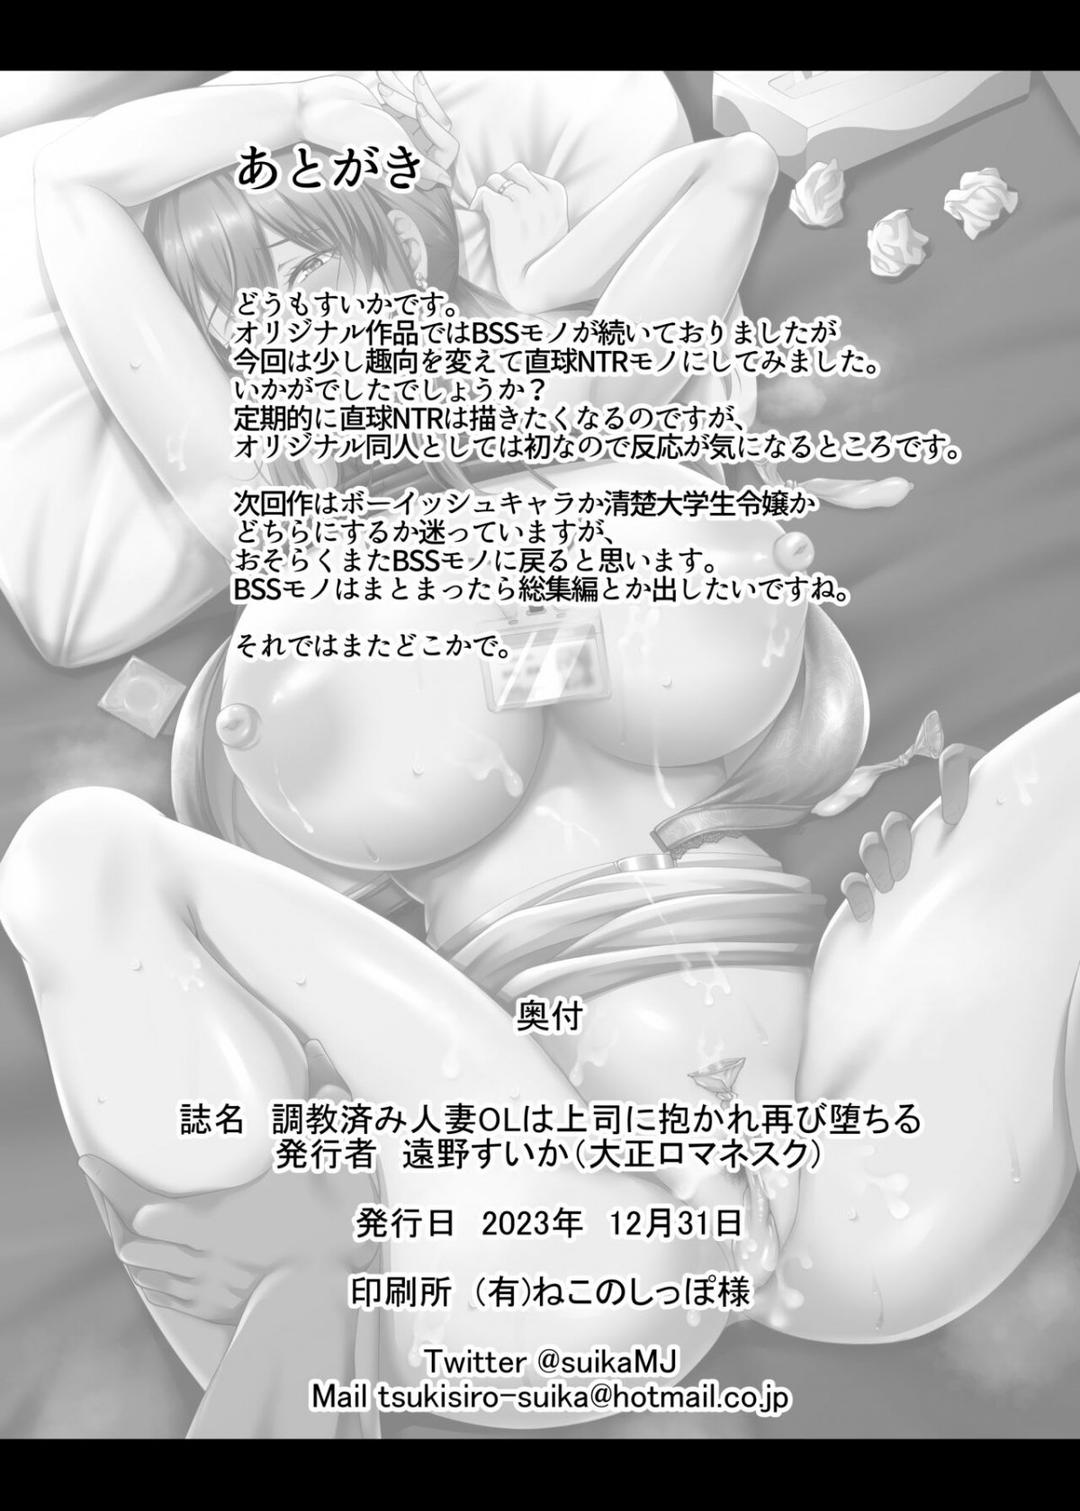 あとがき
どうもすいかです。
オリジナル作品ではBSSモノが続いておりましたが
今回は少し趣向を変えて直球NTRモノにしてみました。
いかがでしたでしょうか？
定期的に直球NTRは描きたくなるのですが、
オリジナル同人としては初なので反応が気になるところです。
次回作はボーイッシュキャラか清楚大学生令嬢か
どちらにするか迷っていますが、
おそらくまたBSSモノに戻ると思います。
BSSモノはまとまったら総集編とか出したいですね。
それではまたどこかで。
奥付
誌名　調教済み人妻OLは上司に抱かれ再び堕ちる
発行者　遠野すいか（大正ロマネスク）
発行日　2023年　12月31日
印刷所　(有)ねこのしっぽ様
Twitter @suikaMJ
Mail tsukisiro-suika@hotmail.co.jp